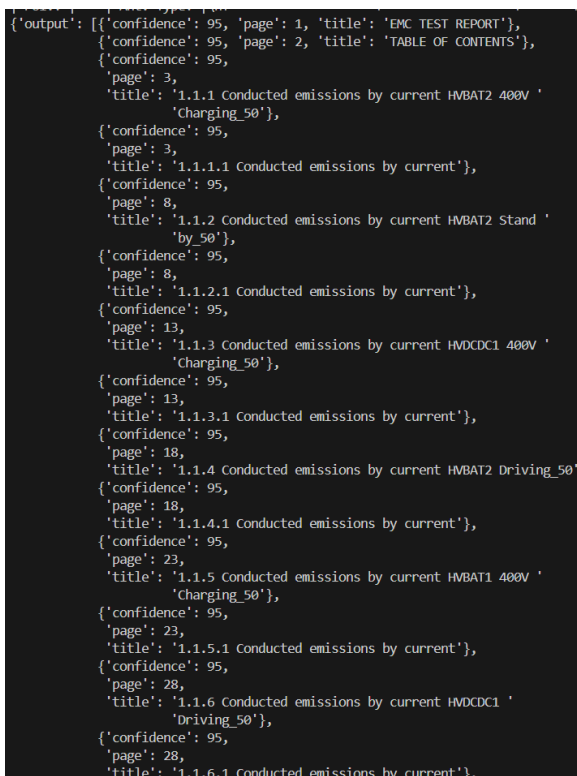 {'output': [{'confidence': 95, 'page': 1, 'title': 'EMC TEST REPORT'},
{'confidence': 95, 'page': 2, 'title': 'TABLE OF CONTENTS'},
{'confidence': 95,
'page': 3,
'title': '1.1.1 Conducted emissions by current HVBAT2 400V '
'Charging_50'},
{'confidence': 95,
'page': 3,
'title': '1.1.1.1 Conducted emissions by current'},
{'confidence': 95,
'page': 8,
'title': '1.1.2 Conducted emissions by current HVBAT2 Stand '
'by_50'},
{'confidence': 95,
'page': 8,
'title': '1.1.2.1 Conducted emissions by current'},
{'confidence': 95,
'page': 13,
'title': '1.1.3 Conducted emissions by current HVDCDC1 400V '
'Charging_50'},
{'confidence': 95,
'page': 13,
'title': '1.1.3.1 Conducted emissions by current'},
{'confidence': 95,
'page': 18,
'title': '1.1.4 Conducted emissions by current HVBAT2 Driving_50'
{'confidence': 95,
'page': 18,
'title': '1.1.4.1 Conducted emissions by current'},
{'confidence': 95,
'page': 23,
'title': '1.1.5 Conducted emissions by current HVBAT1 400V '
'Charging_50'},
{'confidence': 95,
'page': 23,
'title': '1.1.5.1 Conducted emissions by current'},
{'confidence': 95,
'page': 28,
'title': '1.1.6 Conducted emissions by current HVDCDC1 '
'Driving_50'},
{'confidence': 95,
'page': 28,
'title': '1.1.6.1 Conducted emissions by current'},